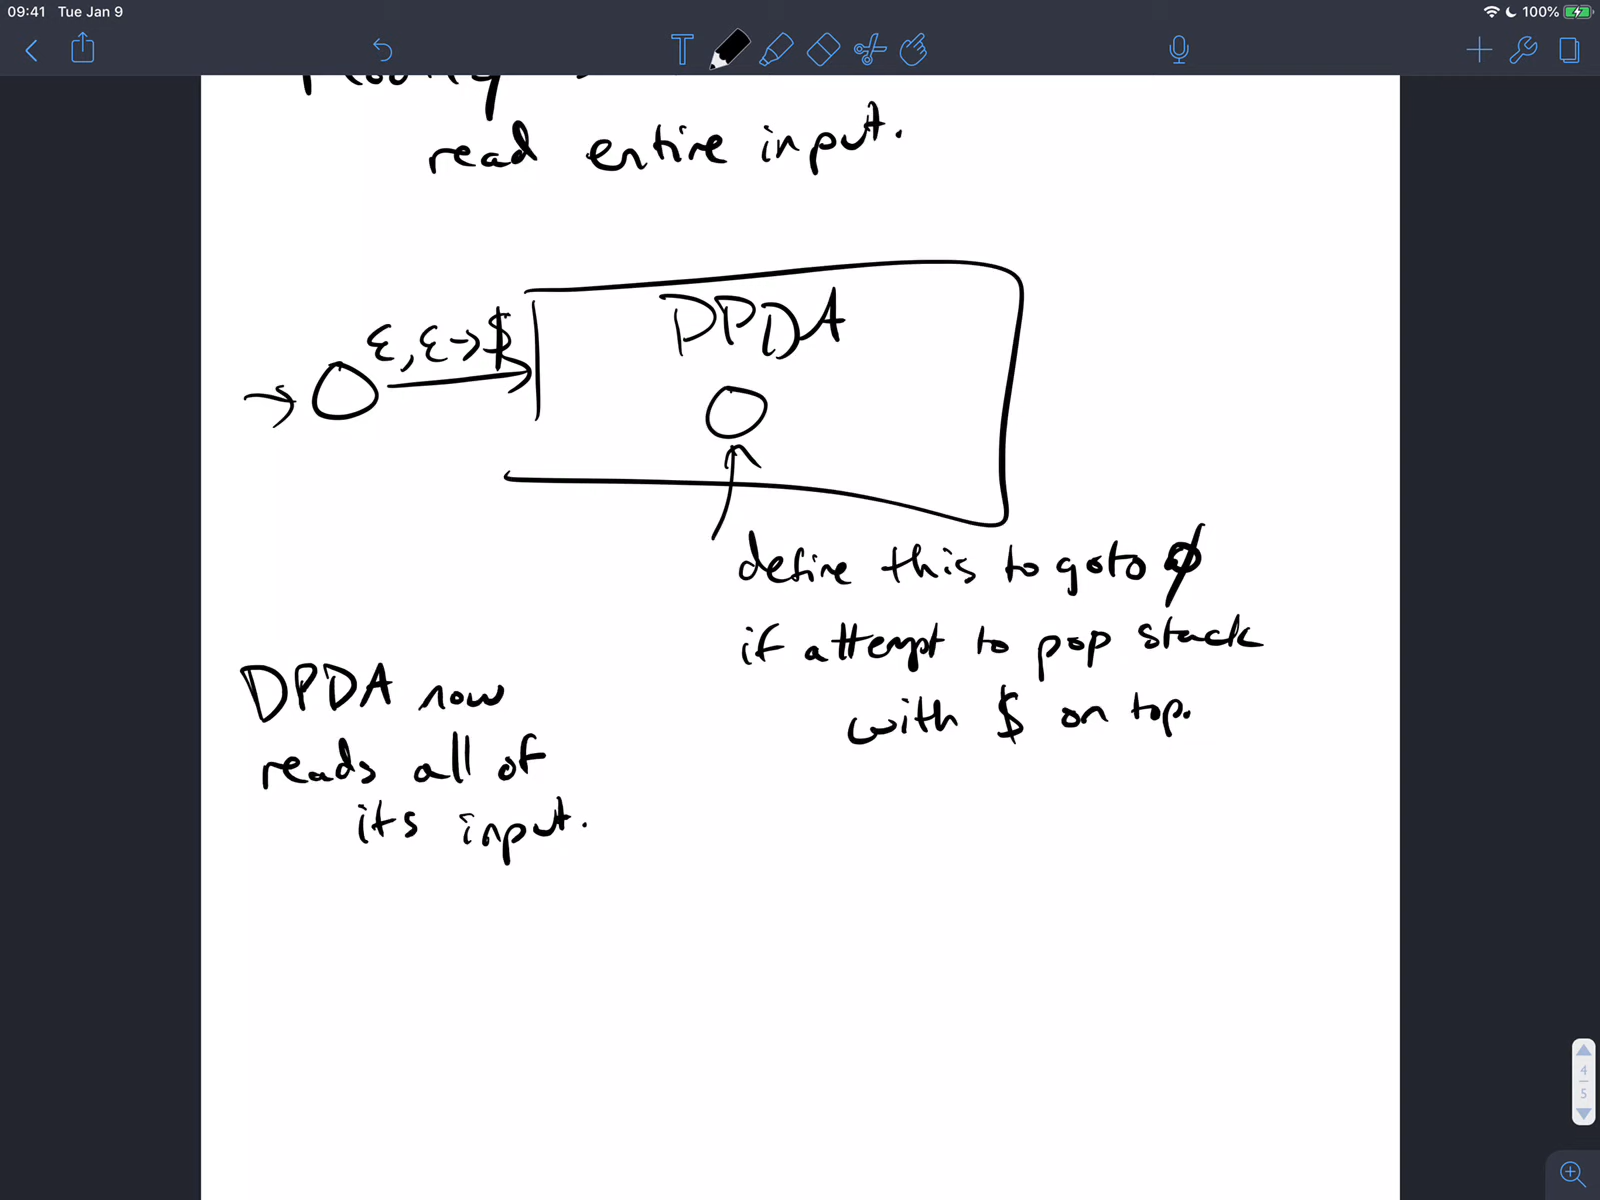 09:41 Tue Jan 9
100%
T
read entire input.
DPDA
ε, ε → $
define this to goto ∅
if attempt to pop stack
with $ on top.
DPDA now
reads all of
its input.
4
5